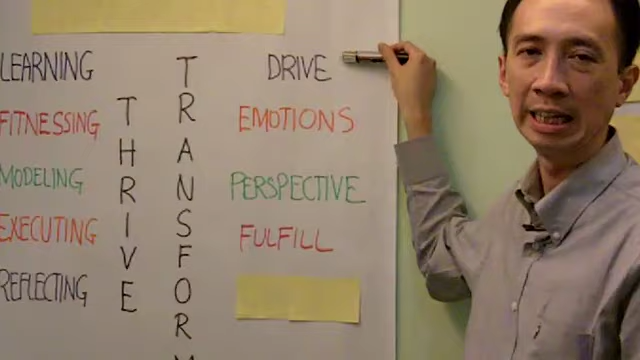 LEARNING
FITNESSING
MODELING
EXECUTING
REFLECTING
THRIVE
TRANSFORM
DRIVE
EMOTIONS
PERSPECTIVE
FULFILL